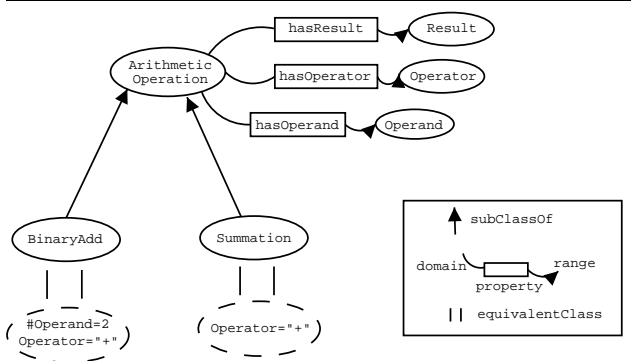 hasResult
Result
Arithmetic
Operation
hasOperator
Operator
hasOperand
Operand
BinaryAdd
Summation
#Operand=2
Operator="+"
Operator="+"
subClassOf
domain
range
property
equivalentClass